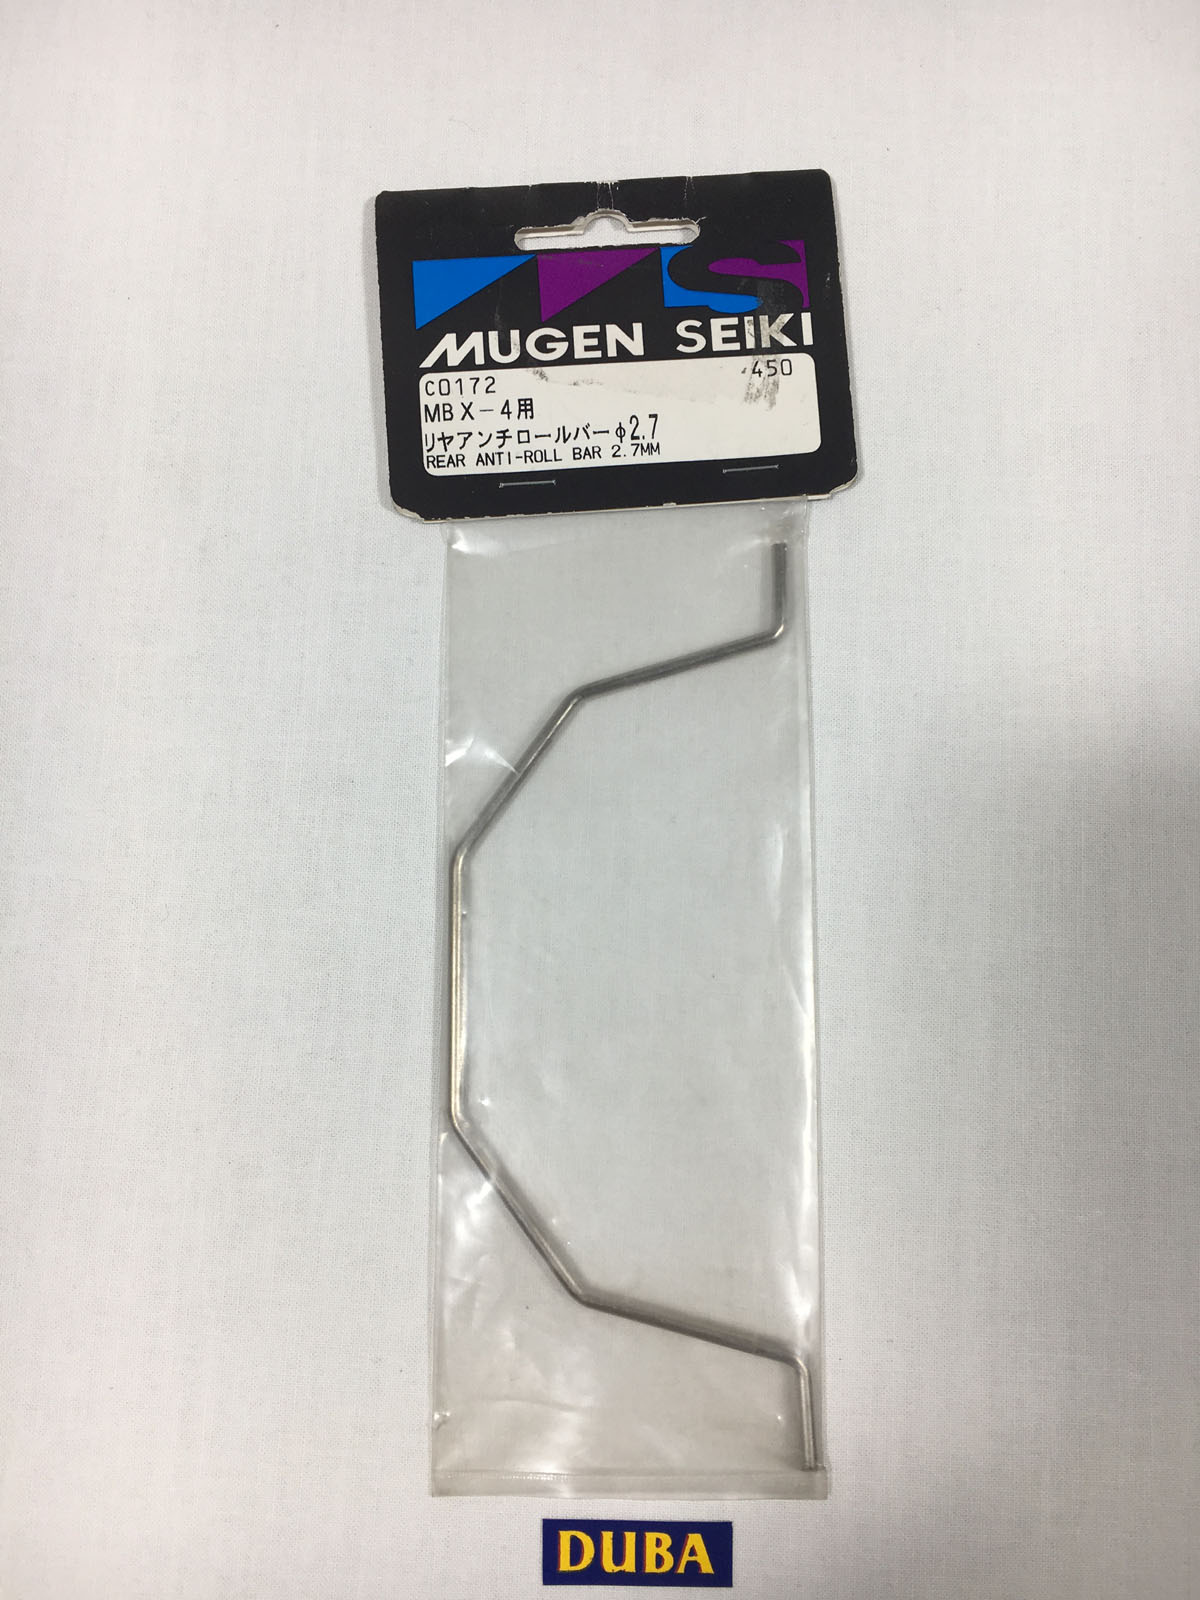 MUGEN SEIKI
C0172 450
MBX-4用
リヤアンチロールバーφ2.7
REAR ANTI-ROLL BAR 2.7MM
DUBA